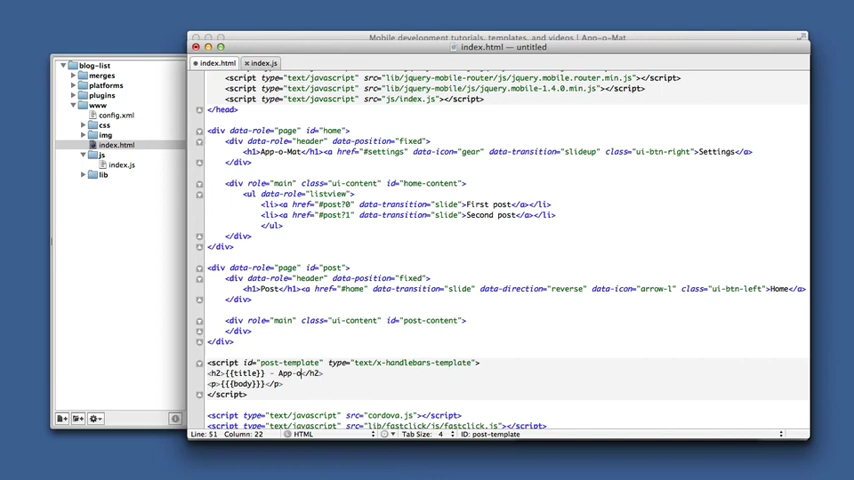 Mobile development tutorials, templates, and videos | App-o-Mat
index.html — untitled
index.html
index.js
blog-list
merges
platforms
plugins
www
config.xml
css
img
index.html
js
index.js
lib
<script type="text/javascript" src="lib/jquery-mobile-router/js/jquery.mobile.router.min.js"></script>
<script type="text/javascript" src="lib/jquery-mobile/jquery.mobile-1.4.0.min.js"></script>
<script type="text/javascript" src="js/index.js"></script>
</head>
<div data-role="page" id="home">
<div data-role="header" data-position="fixed">
<h1>App-o-Mat</h1><a href="#settings" data-icon="gear" data-transition="slideup" class="ui-btn-right">Settings</a>
</div>
<div role="main" class="ui-content" id="home-content">
<ul data-role="listview">
<li><a href="#post?0" data-transition="slide">First post</a></li>
<li><a href="#post?1" data-transition="slide">Second post</a></li>
</ul>
</div>
</div>
<div data-role="page" id="post">
<div data-role="header" data-position="fixed">
<h1>Post</h1><a href="#home" data-transition="slide" data-direction="reverse" data-icon="arrow-l" class="ui-btn-left">Home</a>
</div>
<div role="main" class="ui-content" id="post-content">
</div>
</div>
<script id="post-template" type="text/x-handlebars-template">
<h2>{{title}} - App-o</h2>
<p>{{{body}}}</p>
</script>
<script type="text/javascript" src="cordova.js"></script>
<script type="text/javascript" src="lib/fastclick/js/fastclick.js"></script>
Line: 51 Column: 22 HTML Tab Size: 4 ID: post-template